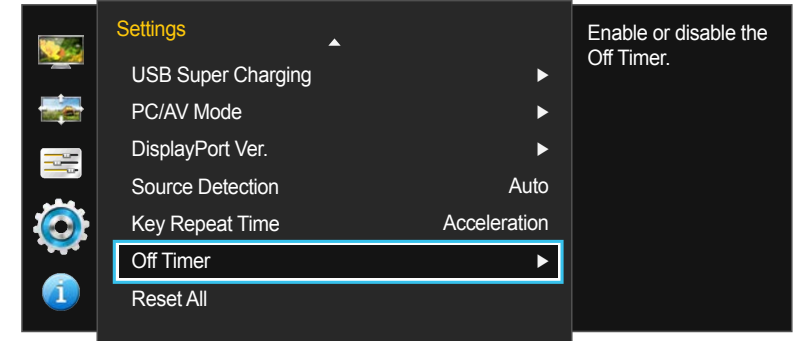 Settings
USB Super Charging
PC/AV Mode
DisplayPort Ver.
Source Detection Auto
Key Repeat Time Acceleration
Off Timer
Reset All
Enable or disable the
Off Timer.